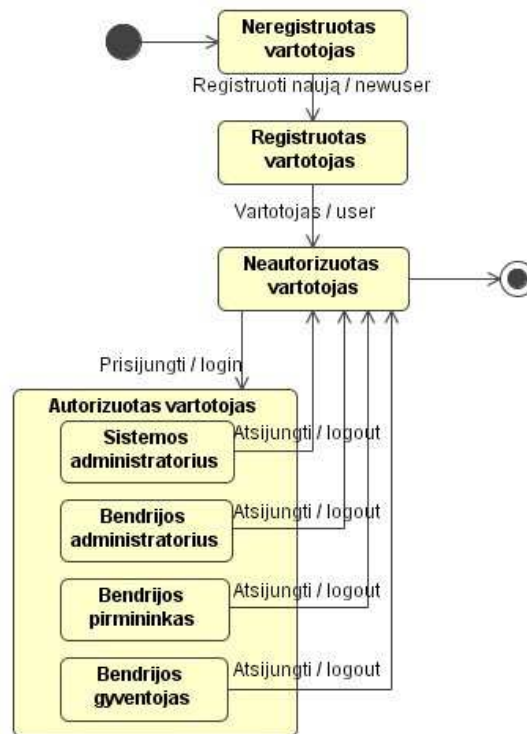 Neregistruotas
vartotojas
Registruoti naują / newuser
Registruotas
vartotojas
Vartotojas / user
Neautorizuotas
vartotojas
Prisijungti / login
Autorizuotas vartotojas
Sistemos
administratorius
Atsijungti / logout
Bendrijos
administratorius
Atsijungti / logout
Bendrijos
pirmininkas
Atsijungti / logout
Bendrijos
gyventojas
Atsijungti / logout